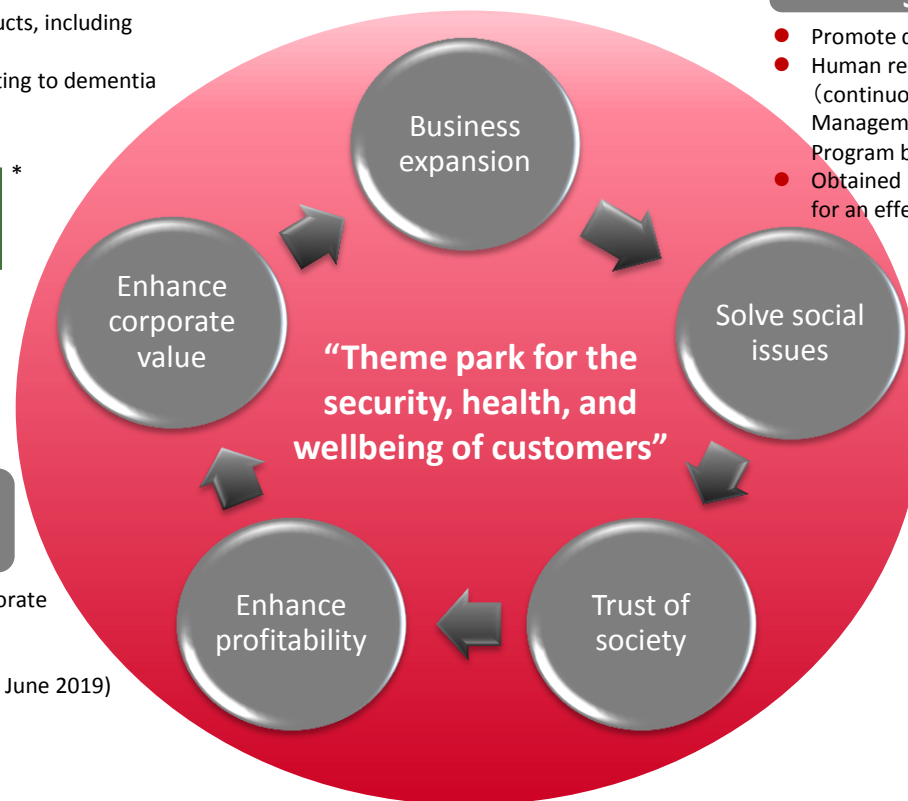 ucts, including
ting to dementia
*
Promote
Human re
(continuo
Managem
Program b
Obtained
for an effe
Business
expansion
Enhance
corporate
value
Solve social
issues
“Theme park for the
security, health, and
wellbeing of customers”
Enhance
profitability
Trust of
society
orate
June 2019)